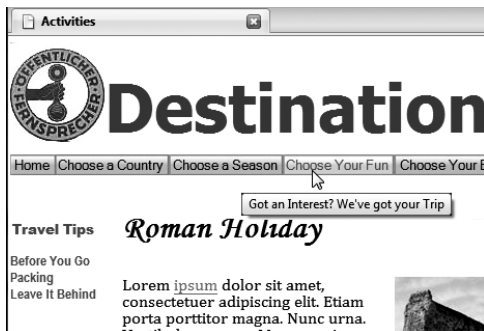 Activities
ÖFFENTLICHER
FERNSPRECHER
Destination
Home Choose a Country Choose a Season Choose Your Fun Choose Your
Got an Interest? We've got your Trip
Travel Tips
Roman Holiday
Before You Go
Packing
Leave It Behind
Lorem ipsum dolor sit amet,
consectetuer adipiscing elit. Etiam
porta porttitor magna. Nunc urna.